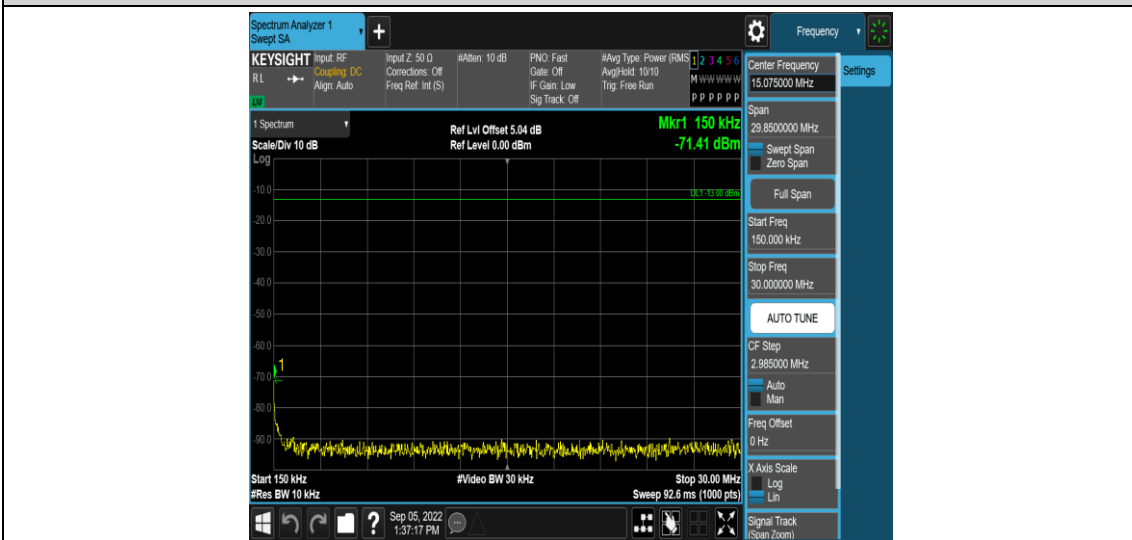 Spectrum Analyzer 1
Swept SA
+
Frequency
KEYSIGHT
RL
LXI
Input: RF
Coupling: DC
Align: Auto
Input Z: 50 Ω
Corrections: Off
Freq Ref: Int (S)
#Atten: 10 dB
PNO: Fast
Gate: Off
IF Gain: Low
Sig Track: Off
#Avg Type: Power (RMS
Avg|Hold: 10/10
Trig: Free Run
1 2 3 4 5 6
M W W W W W
P P P P P P
Center Frequency
15.075000 MHz
Settings
Span
29.8500000 MHz
Swept Span
Zero Span
Full Span
Start Freq
150.000 kHz
Stop Freq
30.000000 MHz
AUTO TUNE
CF Step
2.985000 MHz
Auto
Man
Freq Offset
0 Hz
X Axis Scale
Log
Lin
Signal Track
(Span Zoom)
1 Spectrum
Scale/Div 10 dB
Ref Lvl Offset 5.04 dB
Ref Level 0.00 dBm
Mkr1 150 kHz
-71.41 dBm
Log
DL1 -13.00 dBm
-10.0
-20.0
-30.0
-40.0
-50.0
-60.0
1
-70.0
-80.0
-90.0
Start 150 kHz
#Video BW 30 kHz
Stop 30.00 MHz
#Res BW 10 kHz
Sweep 92.6 ms (1000 pts)
?
Sep 05, 2022
1:37:17 PM